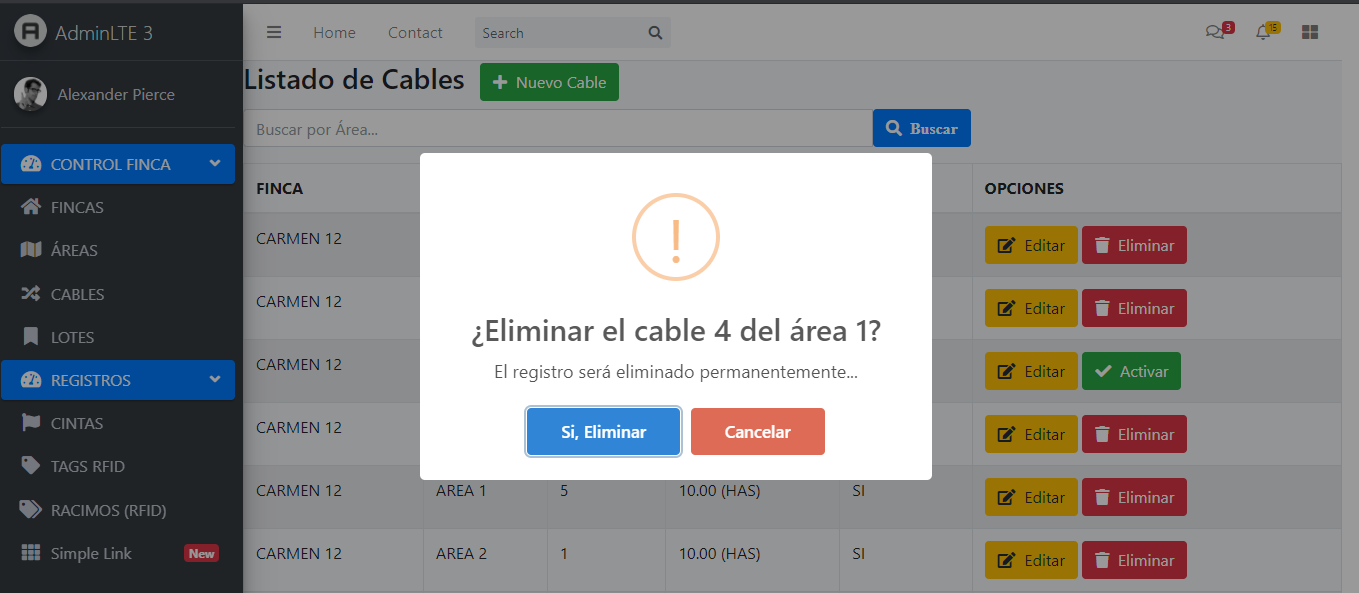 AdminLTE 3
Home Contact Search 3 15
Alexander Pierce
Listado de Cables Nuevo Cable
Buscar por Área... Buscar
CONTROL FINCA
FINCAS
ÁREAS
CABLES
LOTES
REGISTROS
CINTAS
TAGS RFID
RACIMOS (RFID)
Simple Link New
FINCA OPCIONES
CARMEN 12 Editar Eliminar
CARMEN 12 Editar Eliminar
CARMEN 12 Editar Activar
CARMEN 12 Editar Eliminar
CARMEN 12 AREA 1 5 10.00 (HAS) SI Editar Eliminar
CARMEN 12 AREA 2 1 10.00 (HAS) SI Editar Eliminar
!
¿Eliminar el cable 4 del área 1?
El registro será eliminado permanentemente...
Si, Eliminar Cancelar